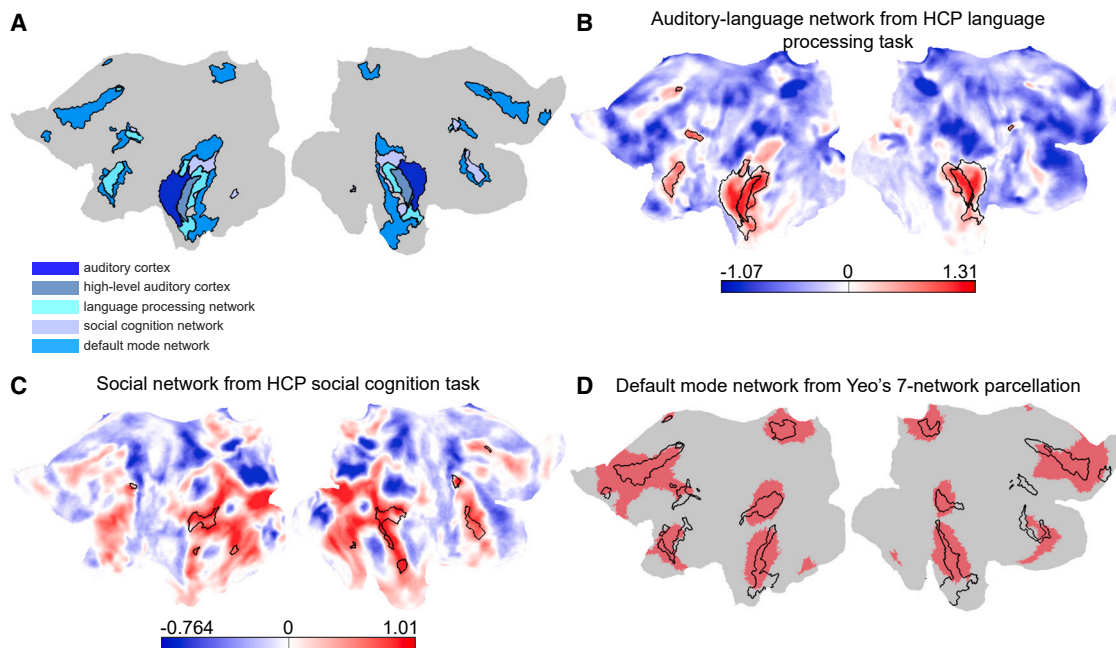 A
auditory cortex
high-level auditory cortex
language processing network
social cognition network
default mode network
B
Auditory-language network from HCP language
processing task
-1.07 0 1.31
C
Social network from HCP social cognition task
-0.764 0 1.01
D
Default mode network from Yeo's 7-network parcellation